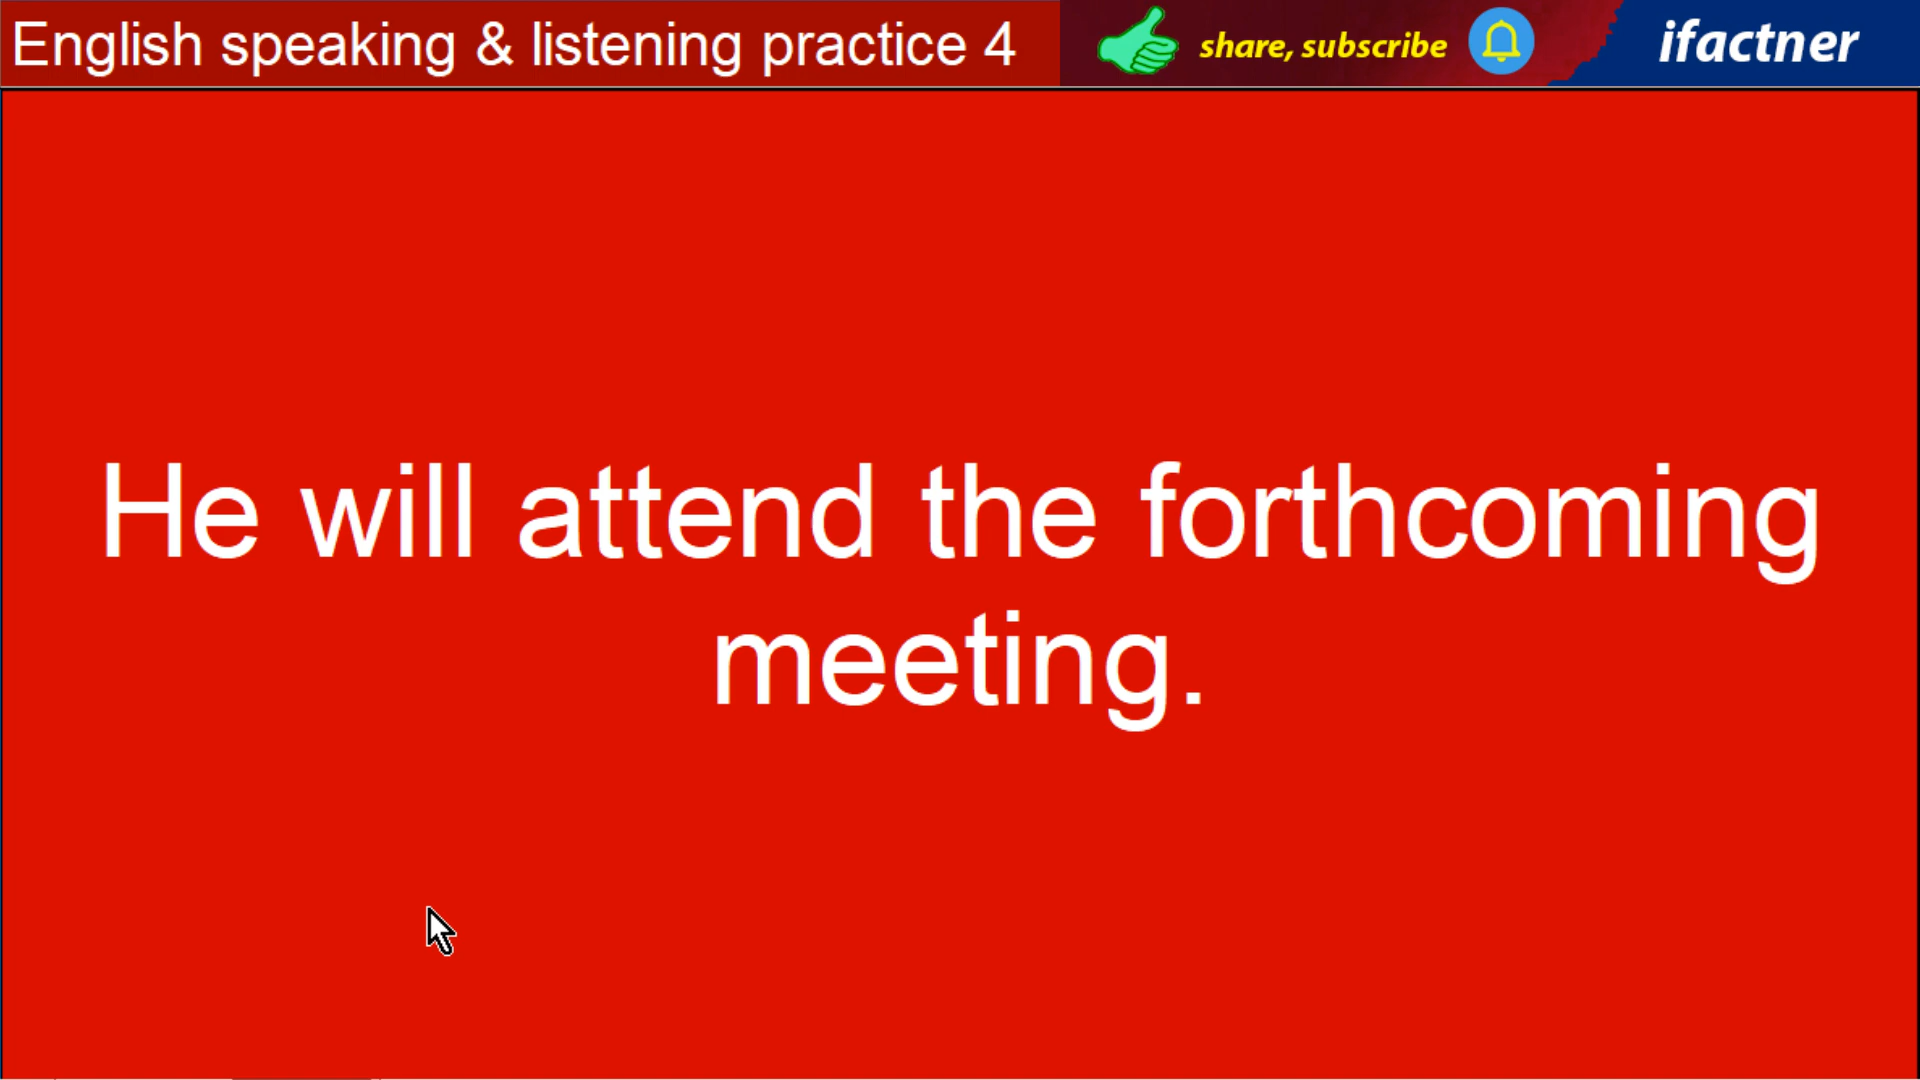 English speaking & listening practice 4
share, subscribe
ifactner
He will attend the forthcoming
meeting.